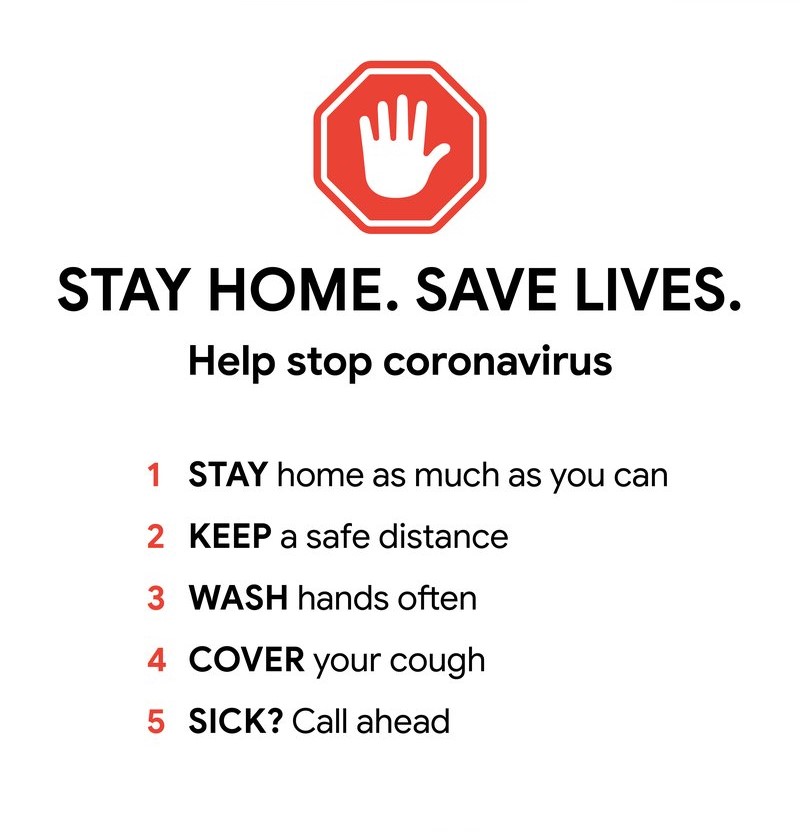 STAY HOME. SAVE LIVES.
Help stop coronavirus
1 STAY home as much as you can
2 KEEP a safe distance
3 WASH hands often
4 COVER your cough
5 SICK? Call ahead